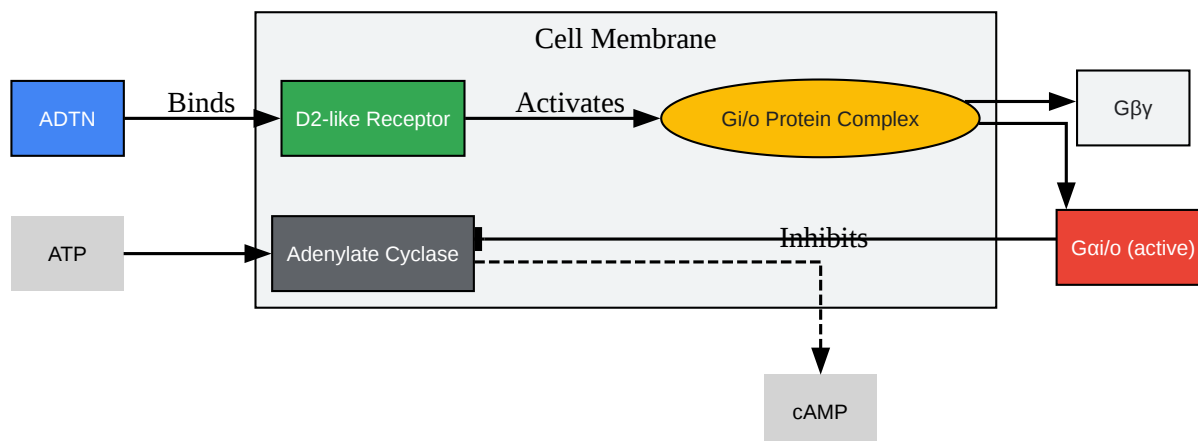 Cell Membrane
ADTN
Binds
D2-like Receptor
Activates
Gi/o Protein Complex
Gβγ
ATP
Adenylate Cyclase
Inhibits
Gαi/o (active)
cAMP